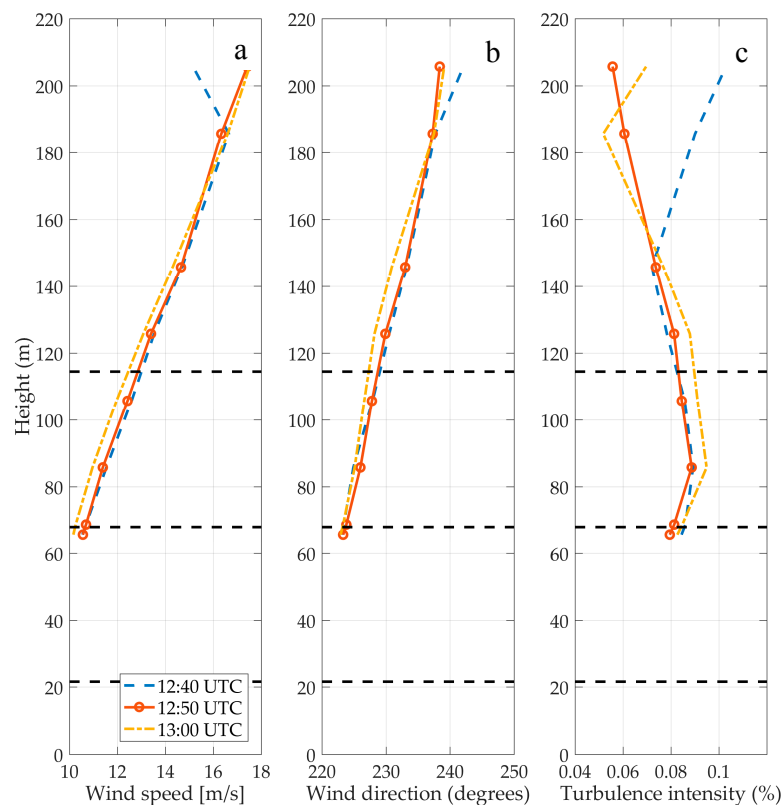 a
b
c
220
200
180
160
140
120
100
80
60
40
20
0
Height (m)
220
200
180
160
140
120
100
80
60
40
20
0
220
200
180
160
140
120
100
80
60
40
20
0
12:40 UTC
12:50 UTC
13:00 UTC
10 12 14 16 18
220 230 240 250
0.04 0.06 0.08 0.1
Wind speed [m/s]
Wind direction (degrees)
Turbulence intensity (%)